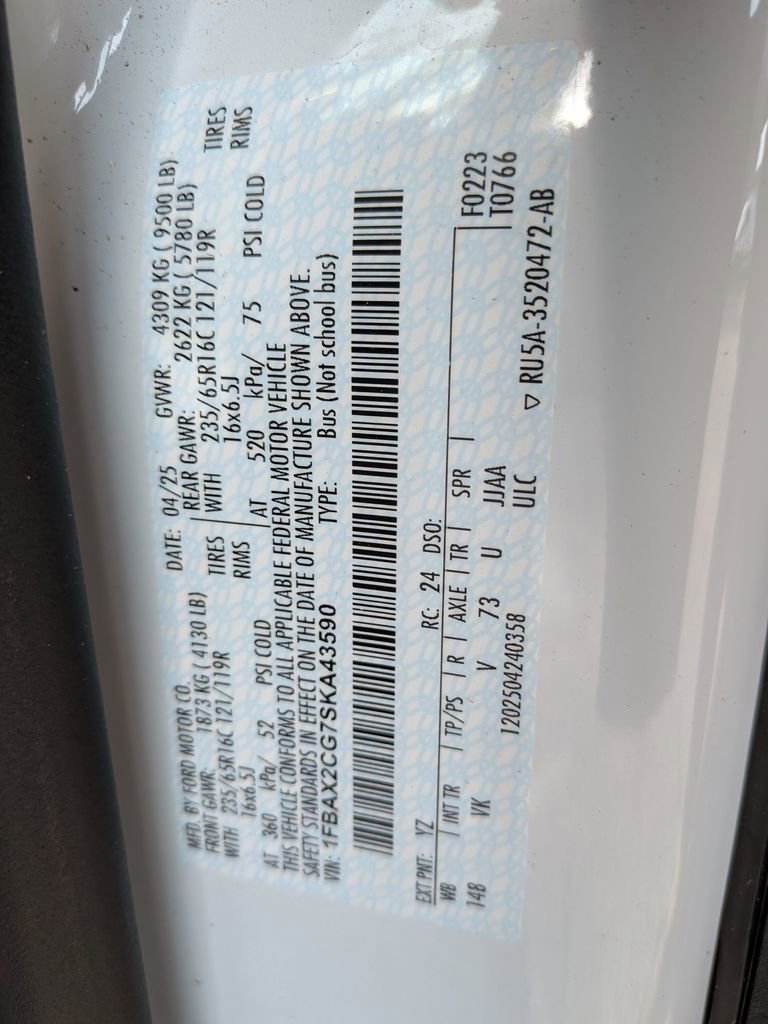 MFD. BY FORD MOTOR CO. DATE: 04/25 GVWR: 4309 KG ( 9500 LB)
FRONT GAWR: 1873 KG ( 4130 LB) REAR GAWR: 2622 KG ( 5780 LB)
WITH 235/65R16C 121/119R TIRES WITH 235/65R16C 121/119R TIRES
16x6.5J RIMS 16x6.5J RIMS
AT 360 kPa/ 52 PSI COLD AT 520 kPa/ 75 PSI COLD
THIS VEHICLE CONFORMS TO ALL APPLICABLE FEDERAL MOTOR VEHICLE
SAFETY STANDARDS IN EFFECT ON THE DATE OF MANUFACTURE SHOWN ABOVE.
VIN: 1FBAX2CG7SKA43590 TYPE: Bus (Not school bus)
EXT PNT: YZ RC: 24 DSO: F0223
WB | INT TR | TP/PS | R | AXLE | TR | SPR | T0766
148 VK V 73 U JJAA
1202504240358 ULC ▽ RU5A-3520472-AB